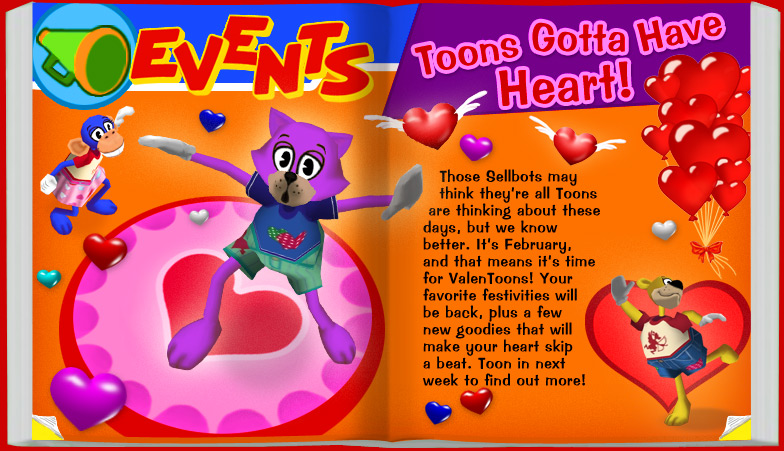 EVENTS
Toons Gotta Have
Heart!
Those Sellbots may
think they're all Toons
are thinking about these
days, but we know
better. It's February,
and that means it's time
for ValenToons! Your
favorite festivities will
be back, plus a few
new goodies that will
make your heart skip
a beat. Toon in next
week to find out more!